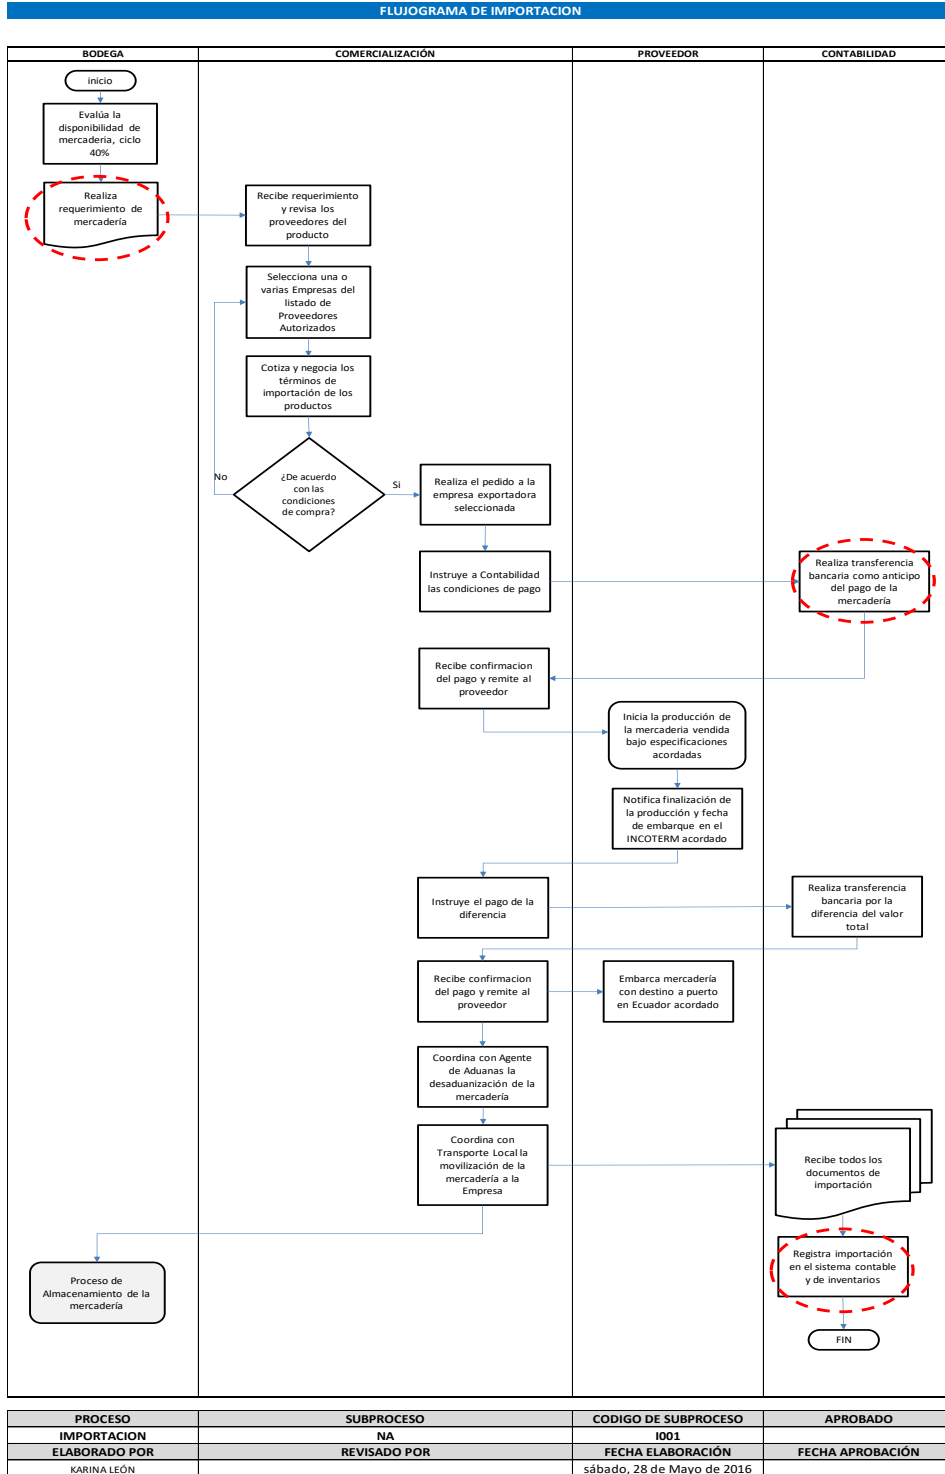 FLUJOGRAMA DE IMPORTACION
BODEGA
COMERCIALIZACIÓN
PROVEEDOR
CONTABILIDAD
inicio
Evalúa la
disponibilidad de
mercaderia, ciclo
40%
Realiza
requerimiento de
mercadería
Recibe requerimiento
y revisa los
proveedores del
producto
Selecciona una o
varias Empresas del
listado de
Proveedores
Autorizados
Cotiza y negocia los
términos de
importación de los
productos
¿De acuerdo
con las
condiciones
de compra?
No
Si
Realiza el pedido a la
empresa exportadora
seleccionada
Instruye a Contabilidad
las condiciones de pago
Realiza transferencia
bancaria como anticipo
del pago de la
mercadería
Recibe confirmacion
del pago y remite al
proveedor
Inicia la producción de
la mercaderia vendida
bajo especificaciones
acordadas
Notifica finalización de
la producción y fecha
de embarque en el
INCOTERM acordado
Instruye el pago de la
diferencia
Realiza transferencia
bancaria por la
diferencia del valor
total
Recibe confirmacion
del pago y remite al
proveedor
Embarca mercadería
con destino a puerto
en Ecuador acordado
Coordina con Agente
de Aduanas la
desaduanización de la
mercadería
Coordina con
Transporte Local la
movilización de la
mercadería a la
Empresa
Recibe todos los
documentos de
importación
Proceso de
Almacenamiento de la
mercadería
Registra importación
en el sistema contable
y de inventarios
FIN
PROCESO
SUBPROCESO
CODIGO DE SUBPROCESO
APROBADO
IMPORTACION
NA
I001
ELABORADO POR
REVISADO POR
FECHA ELABORACIÓN
FECHA APROBACIÓN
KARINA LEÓN
sábado, 28 de Mayo de 2016